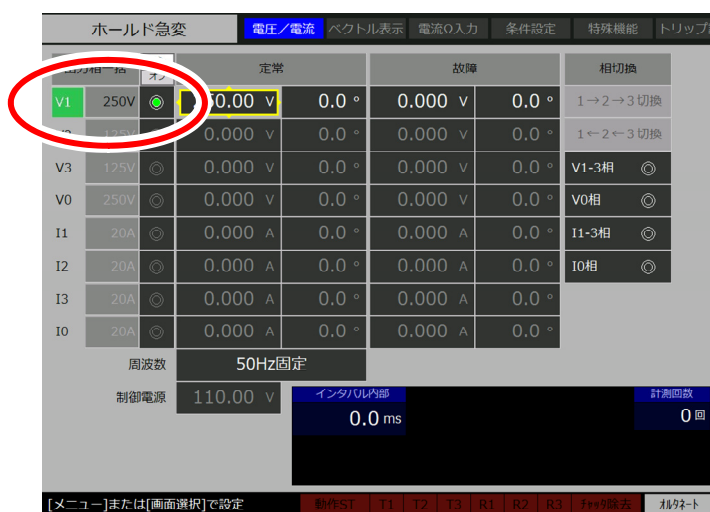 ホールド急変 電圧／電流 ベクトル表示 電流0入力 条件設定 特殊機能 トリップ
相一括 オン 定常 故障 相切換
V1 250V 50.00 V 0.0 ° 0.000 V 0.0 ° 1→2→3切換
125V 0.000 V 0.0 ° 0.000 V 0.0 ° 1←2←3切換
V3 125V 0.000 V 0.0 ° 0.000 V 0.0 ° V1-3相
V0 250V 0.000 V 0.0 ° 0.000 V 0.0 ° V0相
I1 20A 0.000 A 0.0 ° 0.000 A 0.0 ° I1-3相
I2 20A 0.000 A 0.0 ° 0.000 A 0.0 ° I0相
I3 20A 0.000 A 0.0 ° 0.000 A 0.0 °
I0 20A 0.000 A 0.0 ° 0.000 A 0.0 °
周波数 50Hz固定
制御電源 110.00 V インタバル内部 計測回数
0.0 ms 0回
[メニュー]または[画面選択]で設定 動作ST T1 T2 T3 R1 R2 R3 チャタ除去 オルタネート